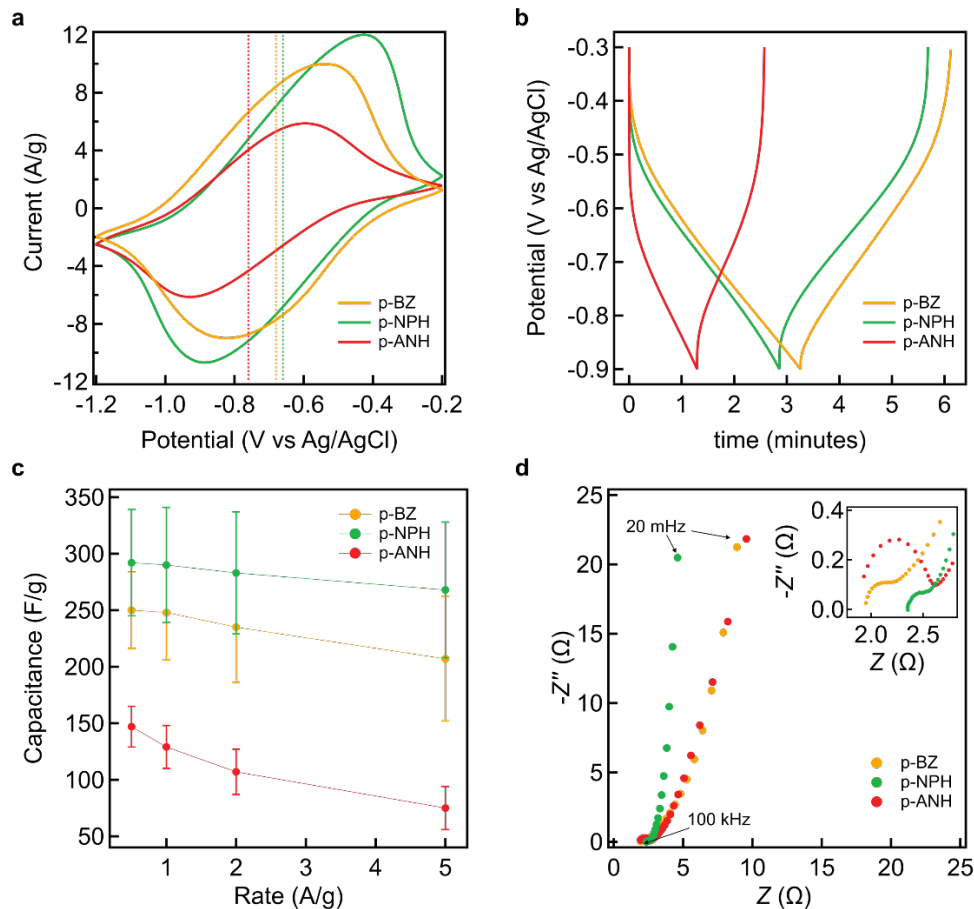 a
12
8
4
0
-4
-8
-12
Current (A/g)
p-BZ
p-NPH
p-ANH
-1.2 -1.0 -0.8 -0.6 -0.4 -0.2
Potential (V vs Ag/AgCl)
b
-0.3
-0.4
-0.5
-0.6
-0.7
-0.8
-0.9
Potential (V vs Ag/AgCl)
p-BZ
p-NPH
p-ANH
0 1 2 3 4 5 6
time (minutes)
c
350
300
250
200
150
100
50
Capacitance (F/g)
p-BZ
p-NPH
p-ANH
1 2 3 4 5
Rate (A/g)
d
25
20
15
10
5
0
-Z″ (Ω)
20 mHz
100 kHz
0.4
0.2
0.0
-Z″ (Ω)
2.0 2.5
Z (Ω)
p-BZ
p-NPH
p-ANH
0 5 10 15 20 25
Z (Ω)